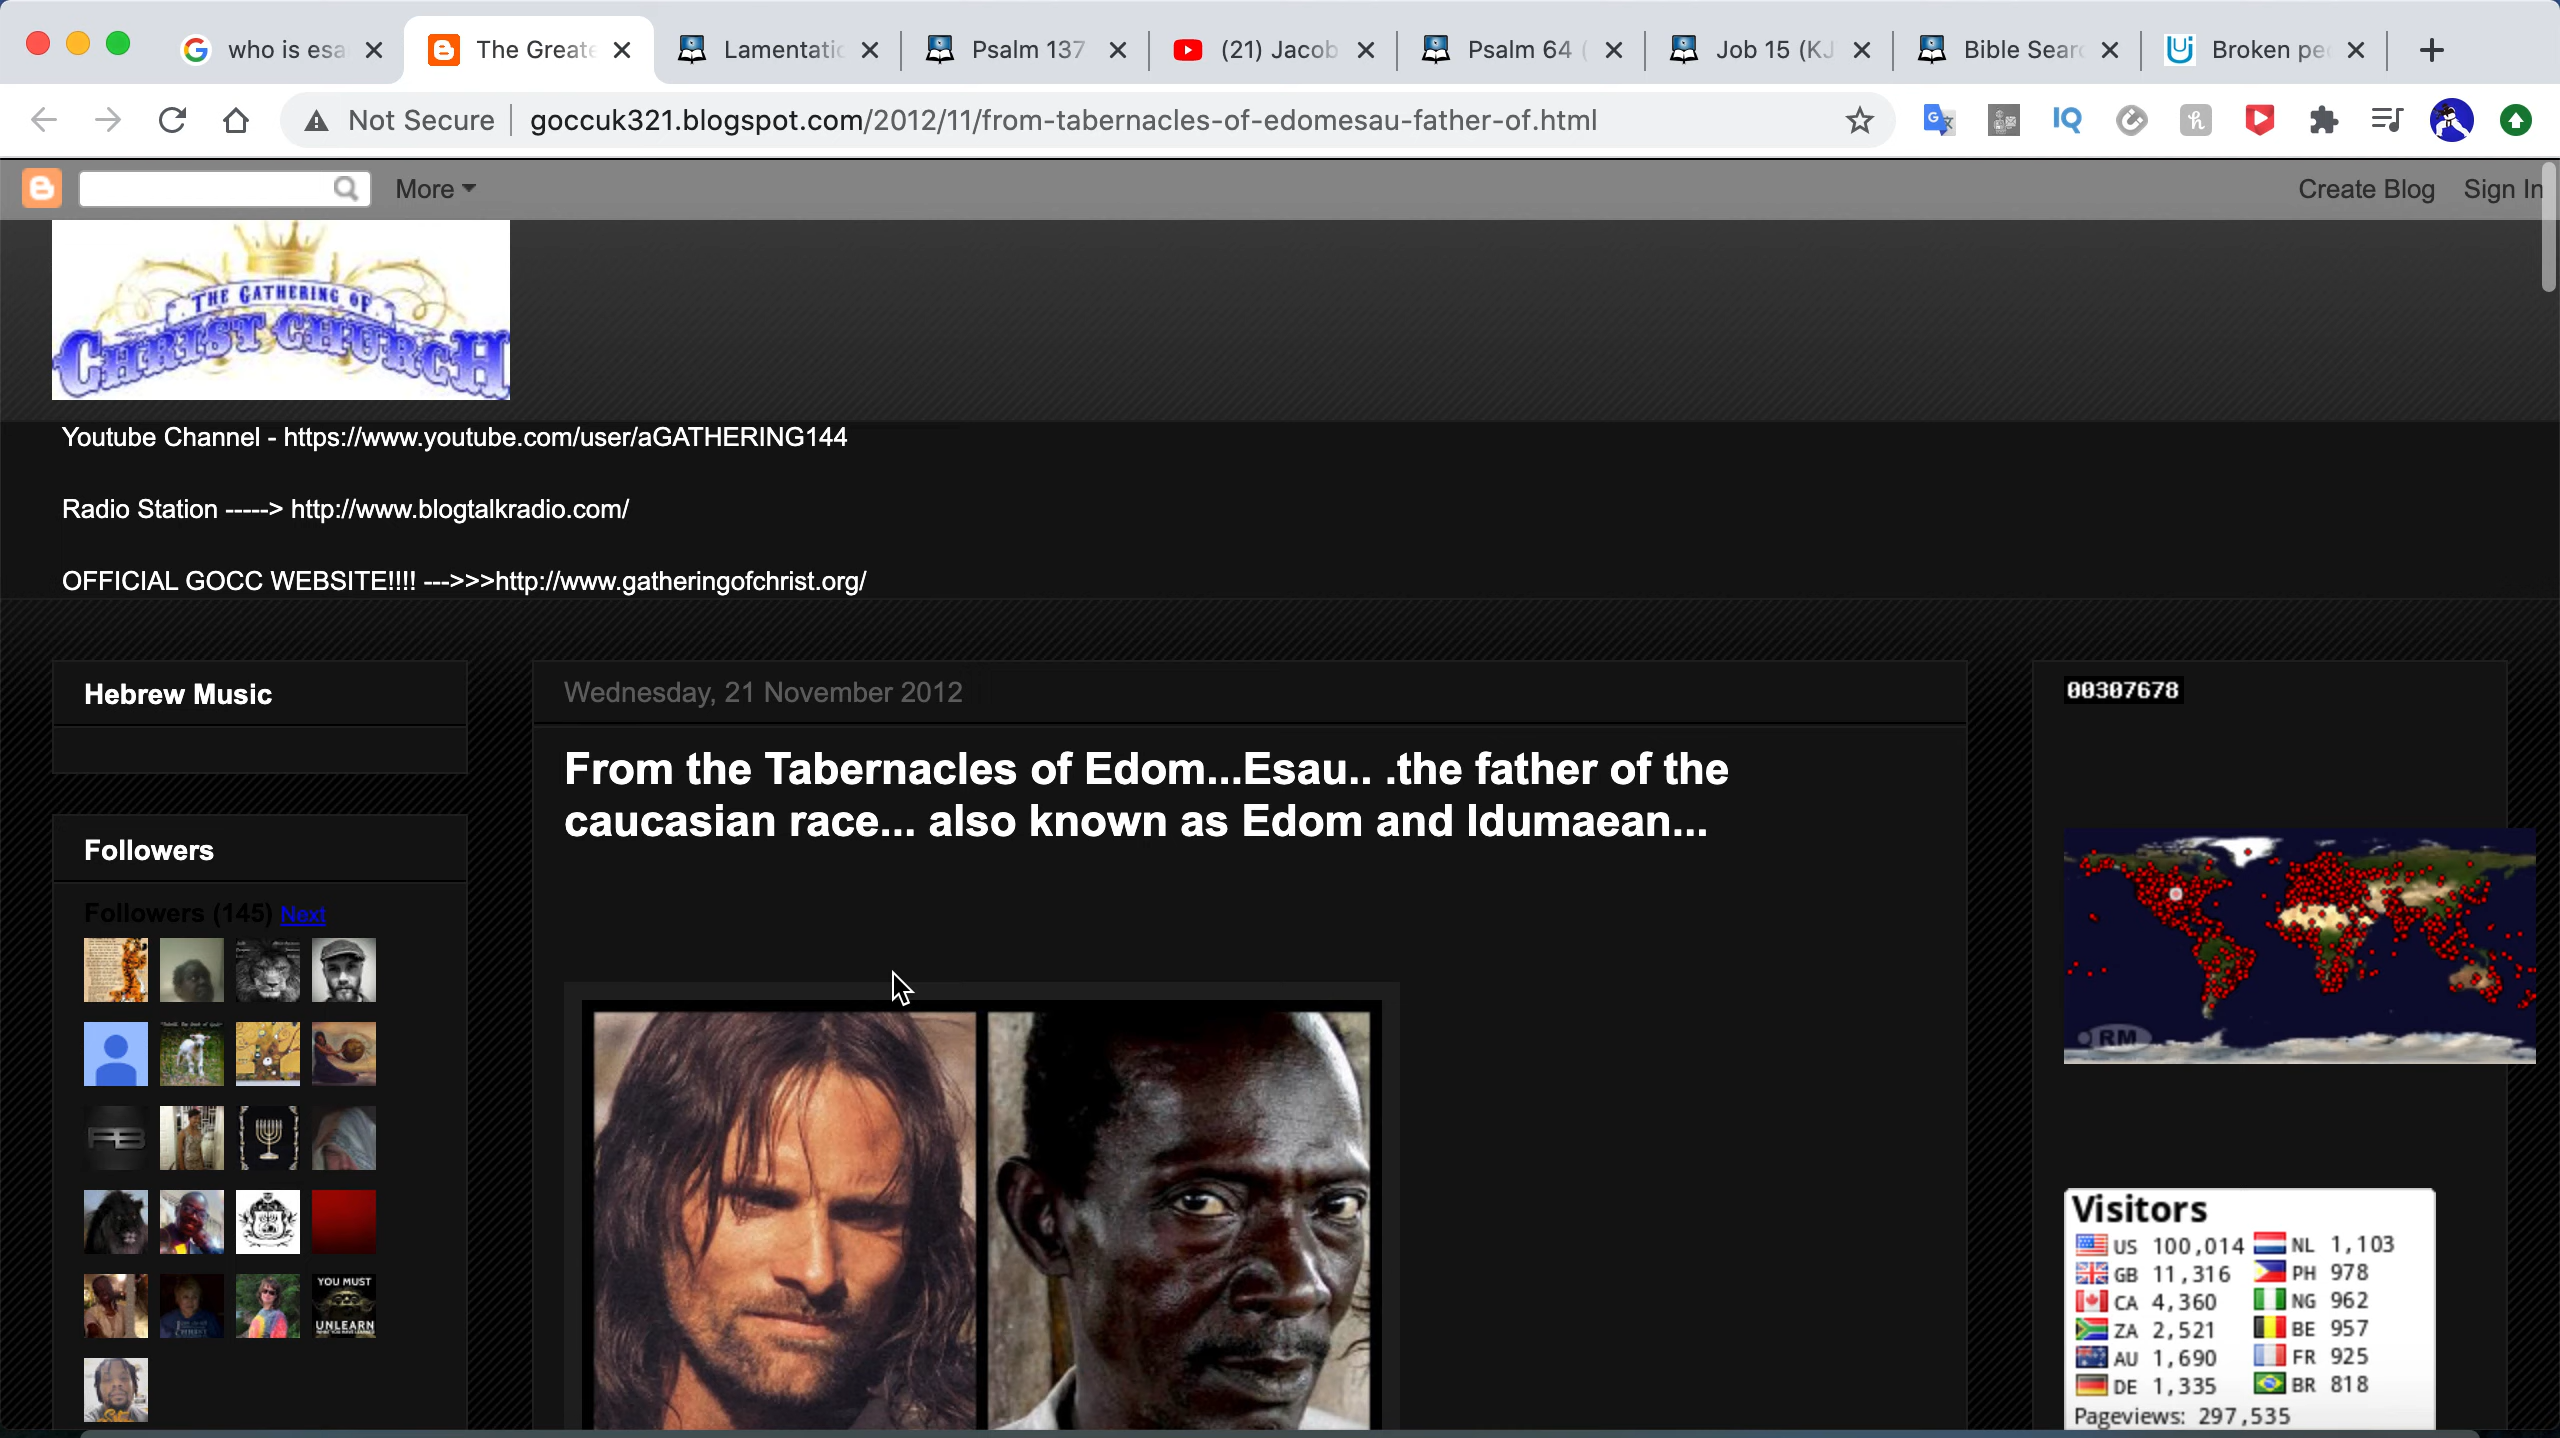 who is esa
The Greate
Lamentatic
Psalm 137
(21) Jacob
Psalm 64 (
Job 15 (KJ
Bible Sear
Broken pe
Not Secure
goccuk321.blogspot.com/2012/11/from-tabernacles-of-edomesau-father-of.html
More
Create Blog
Sign In
THE GATHERING OF
CHRIST CHURCH
Youtube Channel - https://www.youtube.com/user/aGATHERING144
Radio Station -----> http://www.blogtalkradio.com/
OFFICIAL GOCC WEBSITE!!!! --->>>http://www.gatheringofchrist.org/
Hebrew Music
Followers
Followers (145) Next
YOU MUST
UNLEARN
Wednesday, 21 November 2012
From the Tabernacles of Edom...Esau.. .the father of the
caucasian race... also known as Edom and Idumaean...
00307678
RM
Visitors
US 100,014 NL 1,103
GB 11,316 PH 978
CA 4,360 NG 962
ZA 2,521 BE 957
AU 1,690 FR 925
DE 1,335 BR 818
Pageviews: 297,535